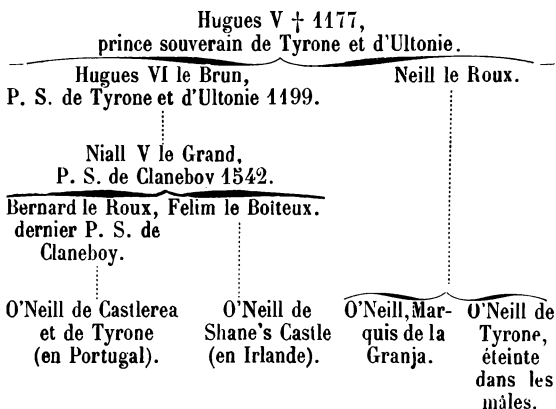 Hugues V † 1177,
prince souverain de Tyrone et d'Ultonie.
Hugues VI le Brun,
P. S. de Tyrone et d'Ultonie 1199.
Neill le Roux.
Niall V le Grand,
P. S. de Claneboy 1542.
Bernard le Roux,
dernier P. S. de
Claneboy.
Felim le Boiteux.
O'Neill de Castlerea
et de Tyrone
(en Portugal).
O'Neill de
Shane's Castle
(en Irlande).
O'Neill, Mar-
quis de la
Granja.
O'Neill de
Tyrone,
éteinte
dans les
mâles.